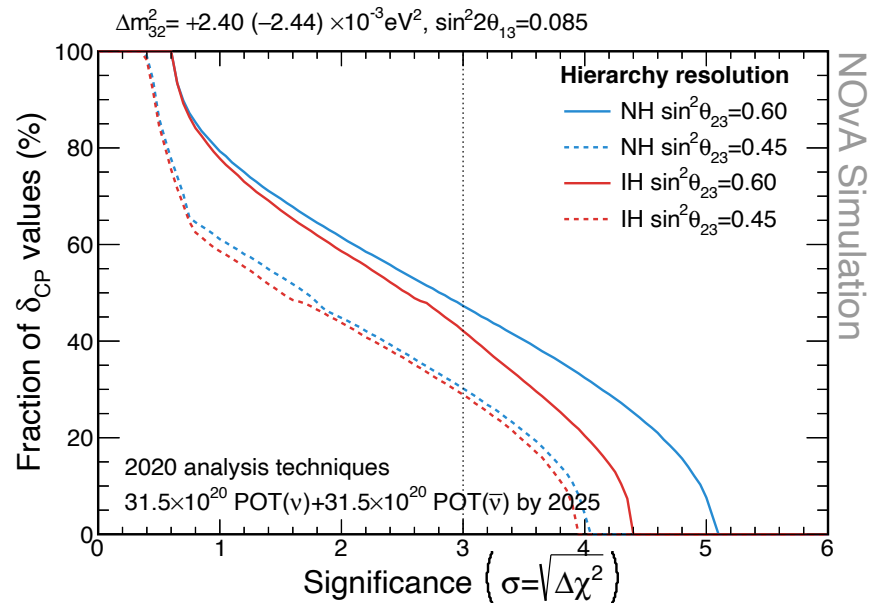 Δm²₃₂= +2.40 (−2.44) ×10⁻³eV², sin²2θ₁₃=0.085
100
80
60
40
20
0
Fraction of δ_CP values (%)
Hierarchy resolution
NH sin²θ₂₃=0.60
NH sin²θ₂₃=0.45
IH sin²θ₂₃=0.60
IH sin²θ₂₃=0.45
NOvA Simulation
2020 analysis techniques
31.5×10²⁰ POT(ν)+31.5×10²⁰ POT(ν̅) by 2025
0 1 2 3 4 5 6
Significance (σ=√Δχ²)